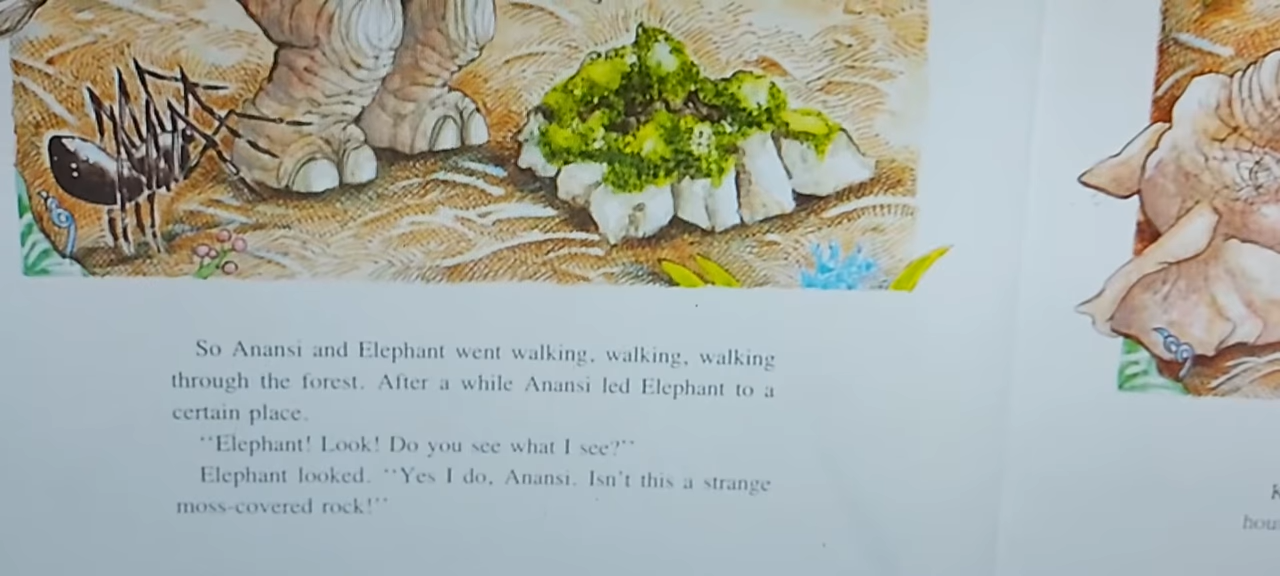 So Anansi and Elephant went walking, walking, walking
through the forest. After a while Anansi led Elephant to a
certain place.
"Elephant! Look! Do you see what I see?"
Elephant looked. "Yes I do, Anansi. Isn't this a strange
moss-covered rock!"